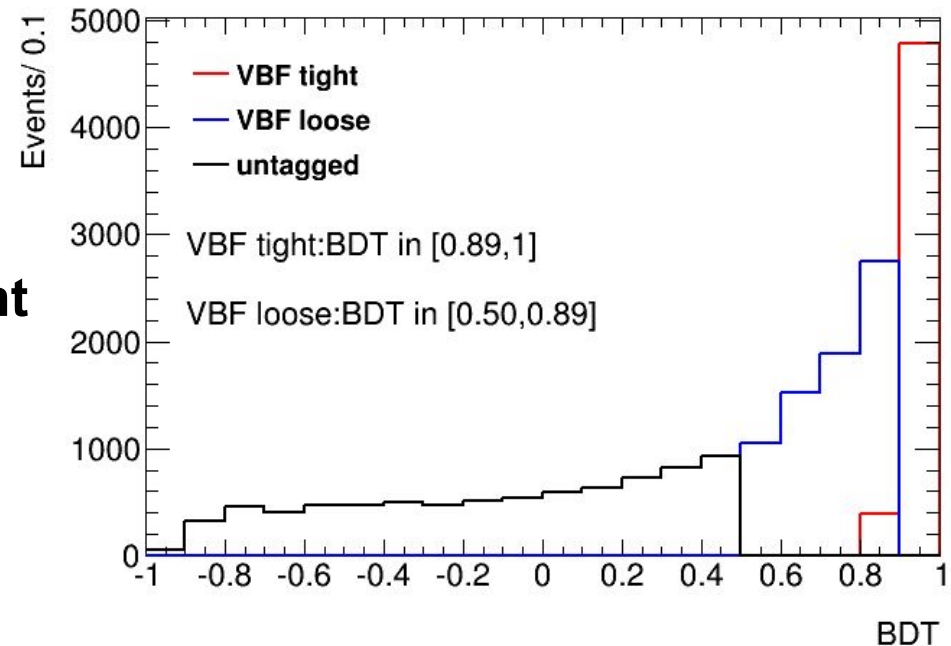 Events/ 0.1
5000
4000
3000
2000
1000
0
VBF tight
VBF loose
untagged
VBF tight:BDT in [0.89,1]
VBF loose:BDT in [0.50,0.89]
nt
-1 -0.8 -0.6 -0.4 -0.2 0 0.2 0.4 0.6 0.8 1
BDT